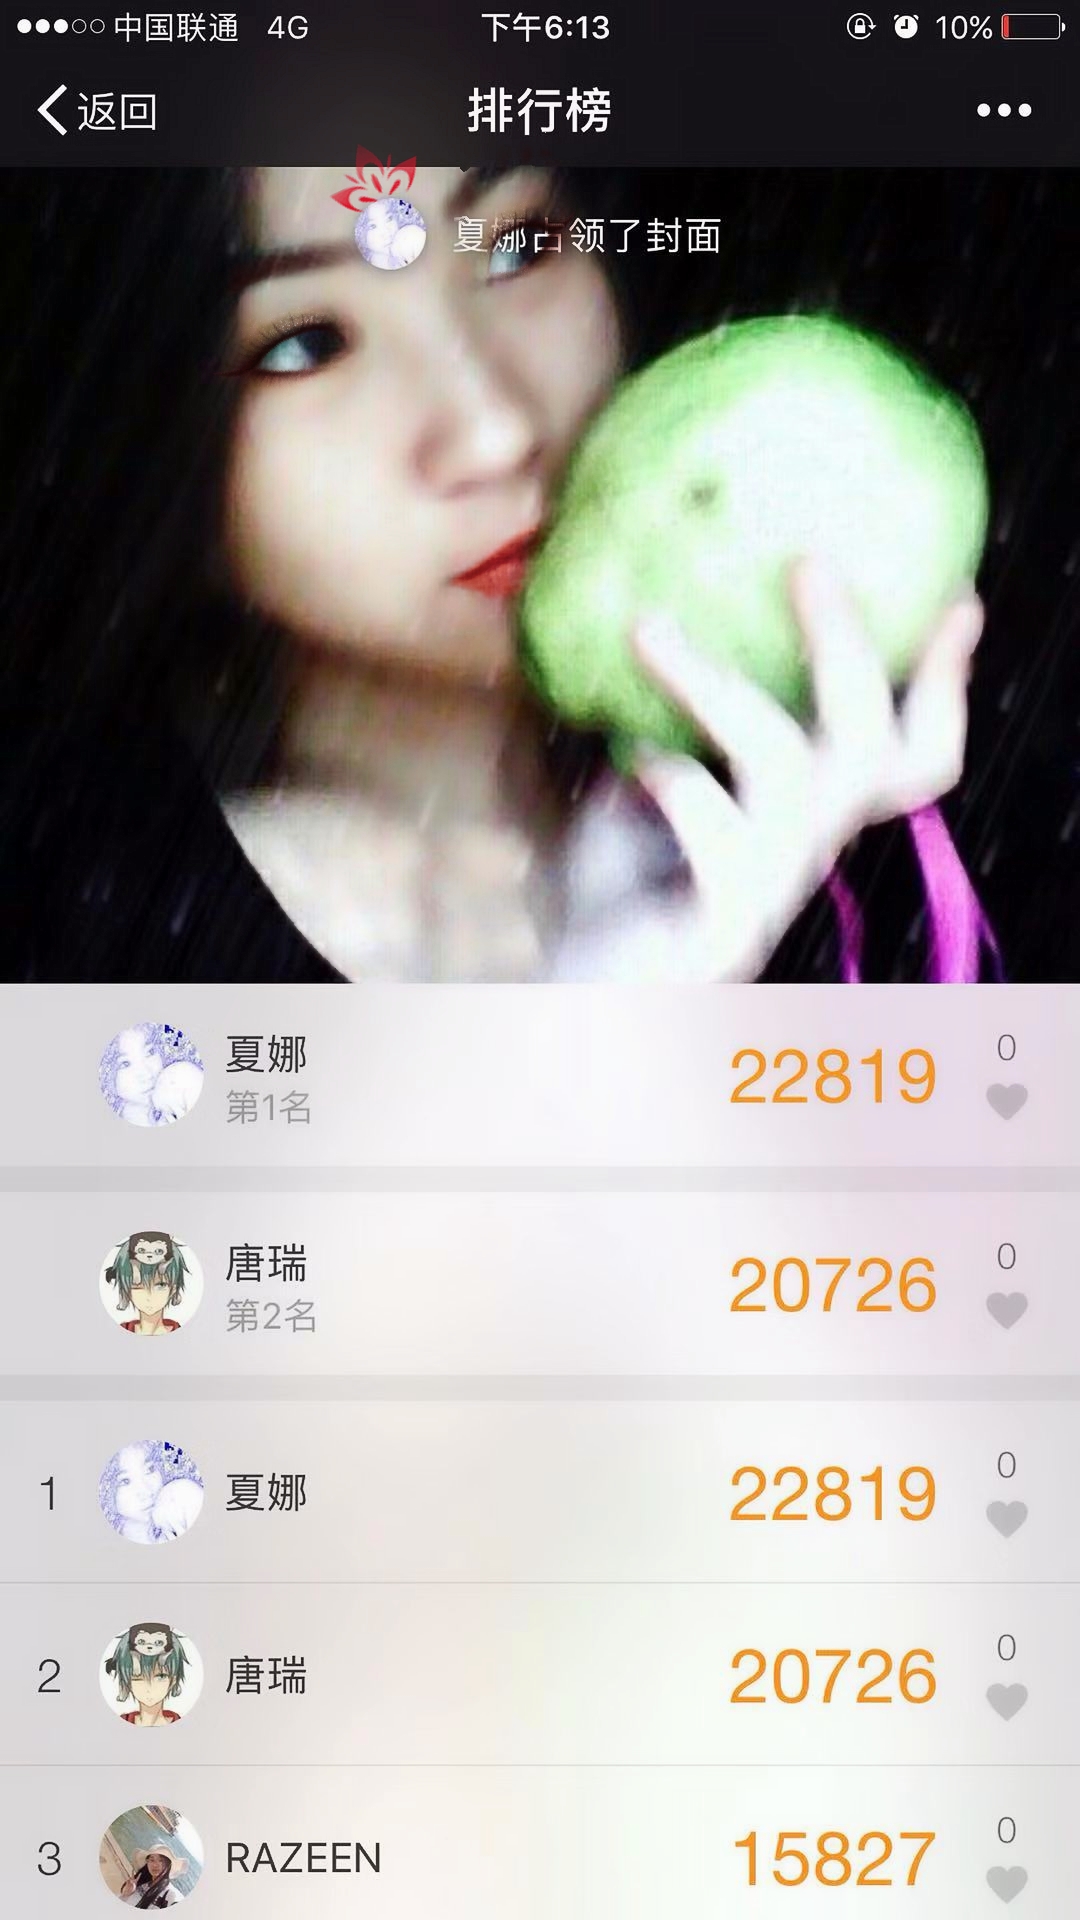 中国联通 4G 下午6:13 10%
返回 排行榜
夏娜占领了封面
夏娜 22819 0
第1名
唐瑞 20726 0
第2名
1 夏娜 22819 0
2 唐瑞 20726 0
3 RAZEEN 15827 0